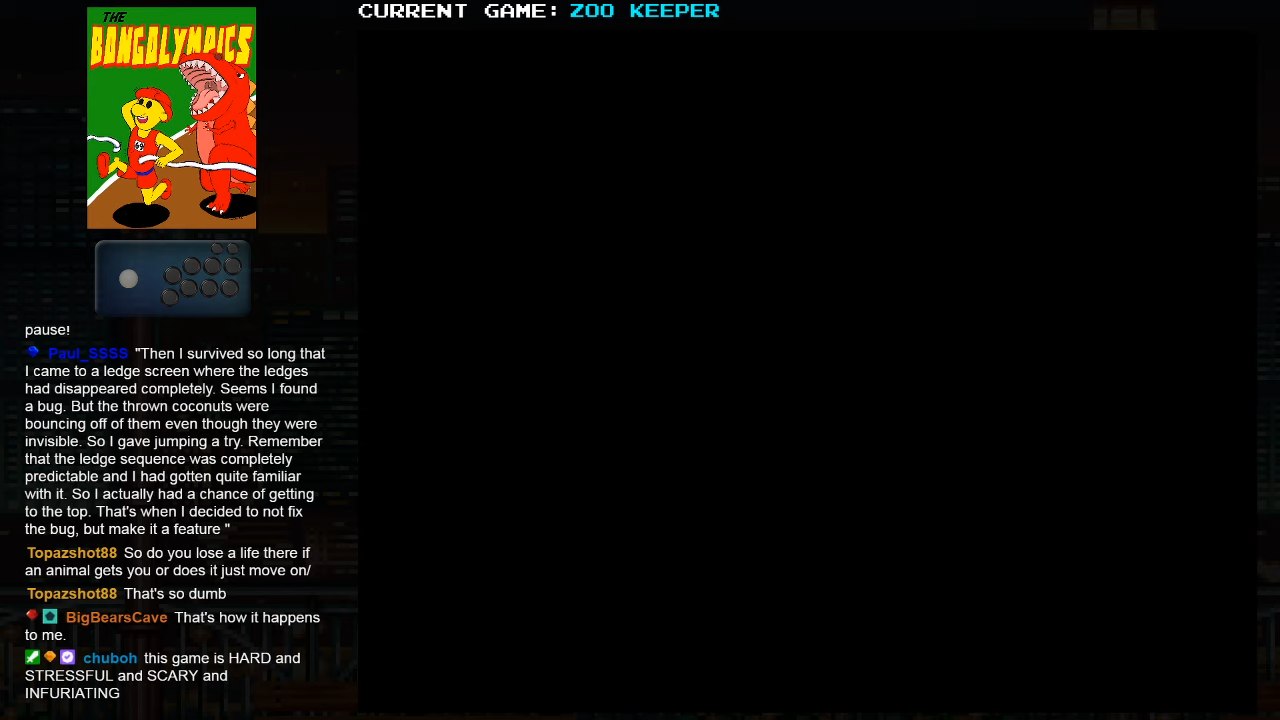 CURRENT GAME: ZOO KEEPER
THE
BONGOLYMPICS
69
pause!
Paul_SSSS "Then I survived so long that
I came to a ledge screen where the ledges
had disappeared completely. Seems I found
a bug. But the thrown coconuts were
bouncing off of them even though they were
invisible. So I gave jumping a try. Remember
that the ledge sequence was completely
predictable and I had gotten quite familiar
with it. So I actually had a chance of getting
to the top. That's when I decided to not fix
the bug, but make it a feature "
Topazshot88 So do you lose a life there if
an animal gets you or does it just move on/
Topazshot88 That's so dumb
BigBearsCave That's how it happens
to me.
chuboh this game is HARD and
STRESSFUL and SCARY and
INFURIATING